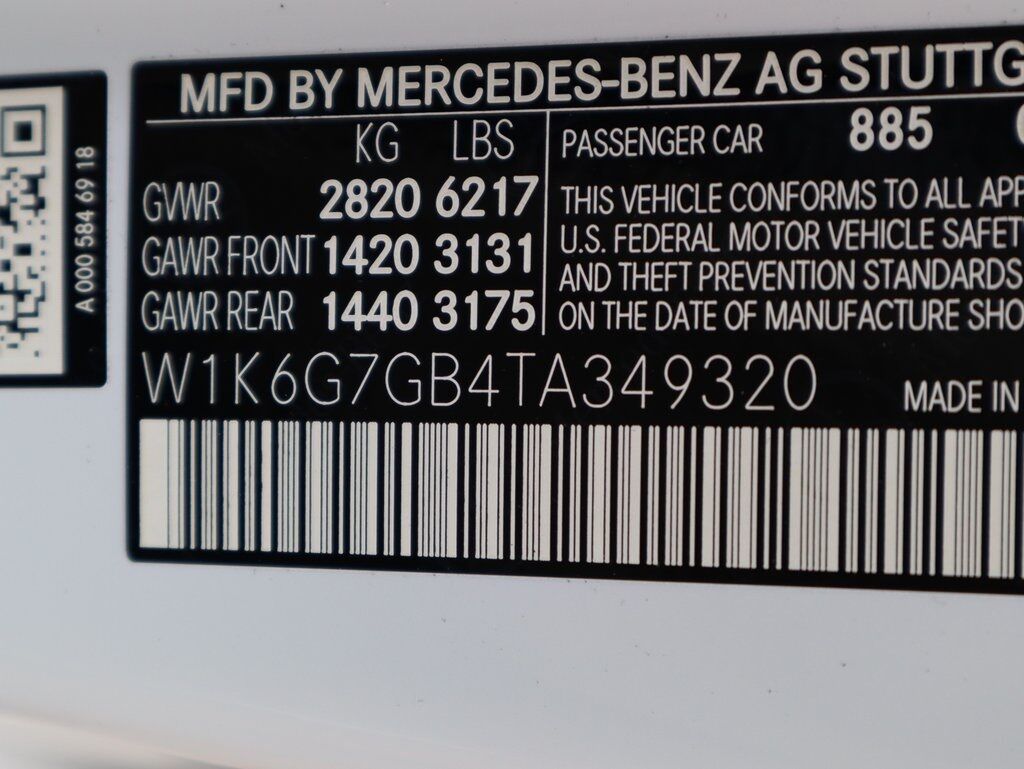 A 000 584 69 18
MFD BY MERCEDES-BENZ AG STUTTG
KG LBS
GVWR 2820 6217
GAWR FRONT 1420 3131
GAWR REAR 1440 3175
PASSENGER CAR 885
THIS VEHICLE CONFORMS TO ALL APP
U.S. FEDERAL MOTOR VEHICLE SAFET
AND THEFT PREVENTION STANDARDS
ON THE DATE OF MANUFACTURE SHO
W1K6G7GB4TA349320
MADE IN